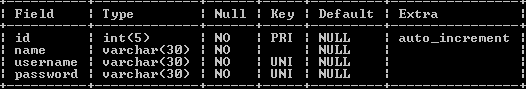 Field | Type | Null | Key | Default | Extra
id | int(5) | NO | PRI | NULL | auto_increment
name | varchar(30) | NO | | NULL |
username | varchar(30) | NO | UNI | NULL |
password | varchar(30) | NO | UNI | NULL |